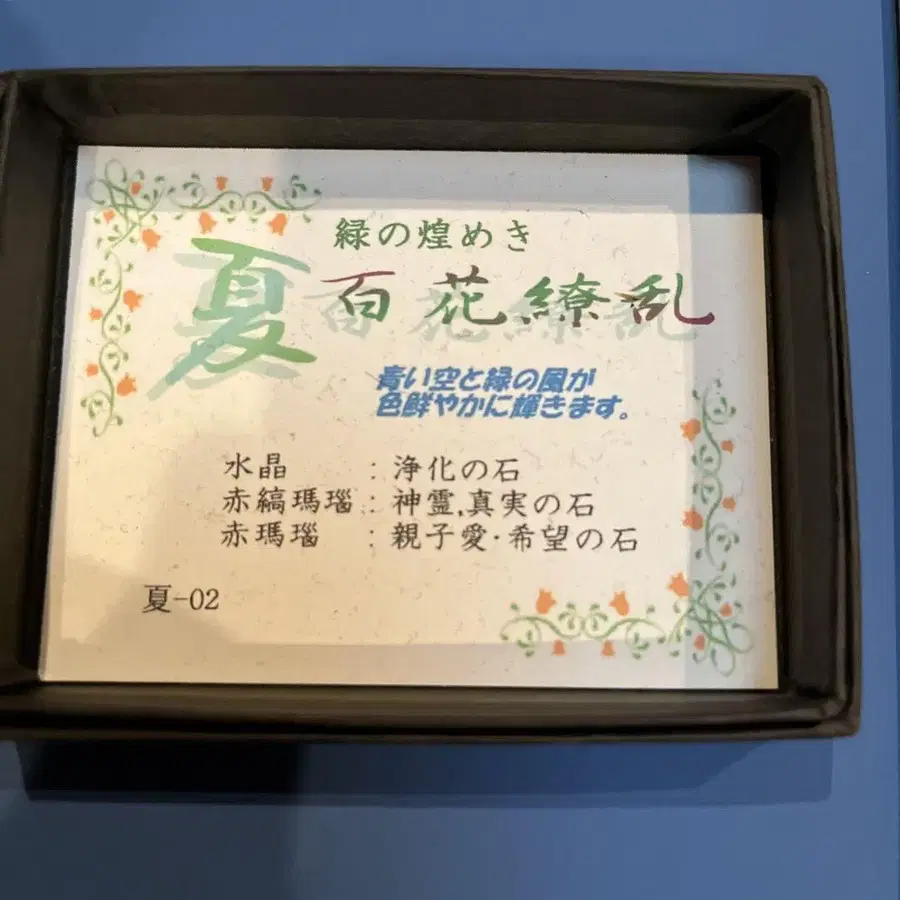 緑の煌めき
夏 百花繚乱
青い空と緑の風が
色鮮やかに輝きます。
水晶 : 浄化の石
赤縞瑪瑙 : 神霊,真実の石
赤瑪瑙 : 親子愛・希望の石
夏-02